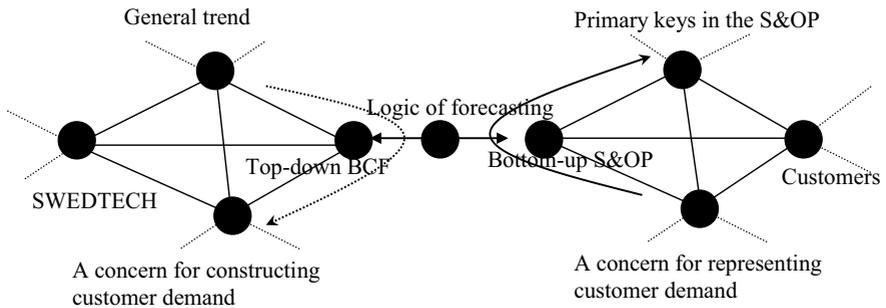 General trend
Primary keys in the S&OP
Logic of forecasting
Top-down BCF
Bottom-up S&OP
SWEDTECH
Customers
A concern for constructing
customer demand
A concern for representing
customer demand